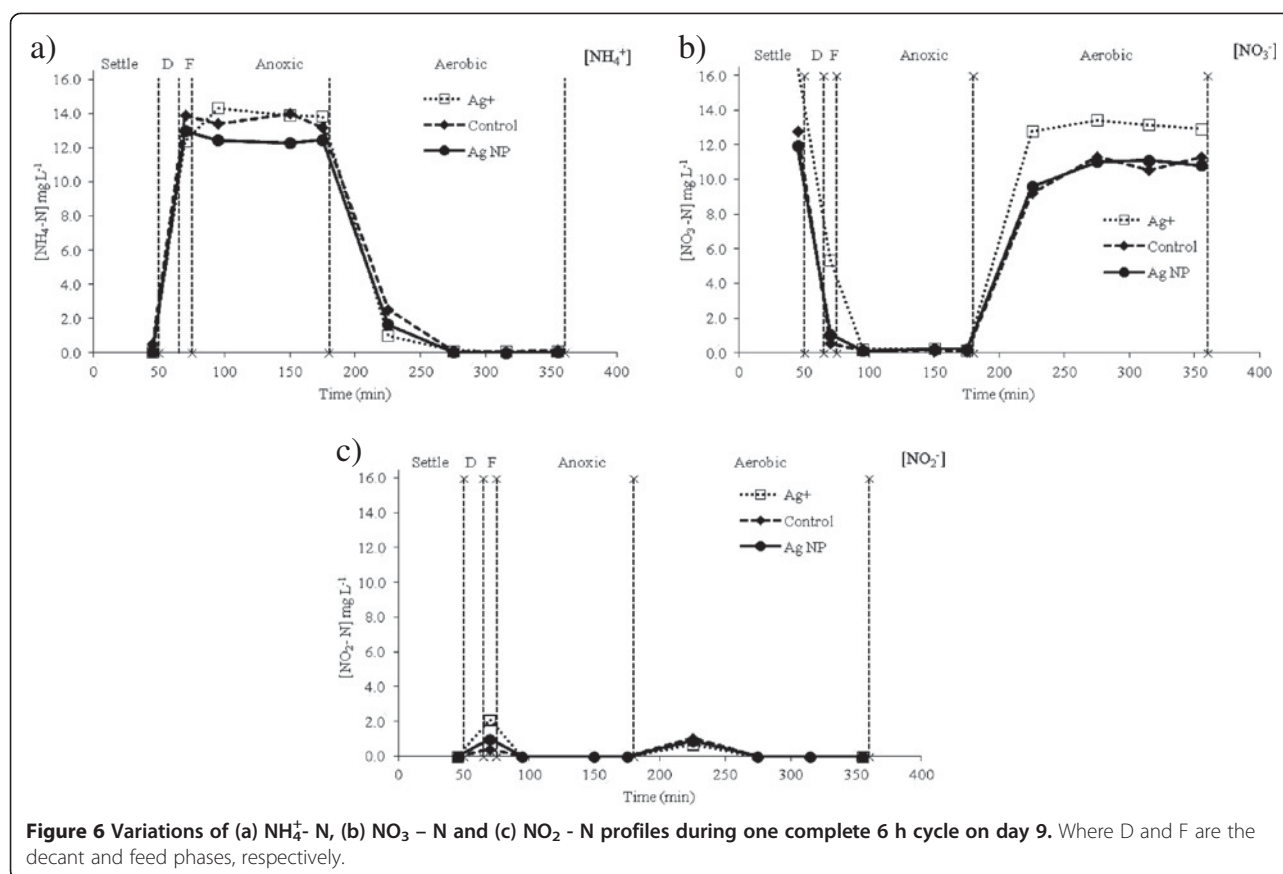 a)
Settle D F Anoxic Aerobic [NH₄⁺]
16.0
14.0
12.0
10.0
8.0
6.0
4.0
2.0
0.0
[NH₄-N] mg L⁻¹
Ag+
Control
Ag NP
0 50 100 150 200 250 300 350 400
Time (min)
b)
Settle D F Anoxic Aerobic [NO₃⁻]
16.0
14.0
12.0
10.0
8.0
6.0
4.0
2.0
0.0
[NO₃-N] mg L⁻¹
Ag+
Control
Ag NP
0 50 100 150 200 250 300 350 400
Time (min)
c)
Settle D F Anoxic Aerobic [NO₂⁻]
16.0
14.0
12.0
10.0
8.0
6.0
4.0
2.0
0.0
[NO₂- N] mg L⁻¹
Ag+
Control
Ag NP
0 50 100 150 200 250 300 350 400
Time (min)
Figure 6 Variations of (a) NH₄⁺- N, (b) NO₃ – N and (c) NO₂ - N profiles during one complete 6 h cycle on day 9. Where D and F are the
decant and feed phases, respectively.